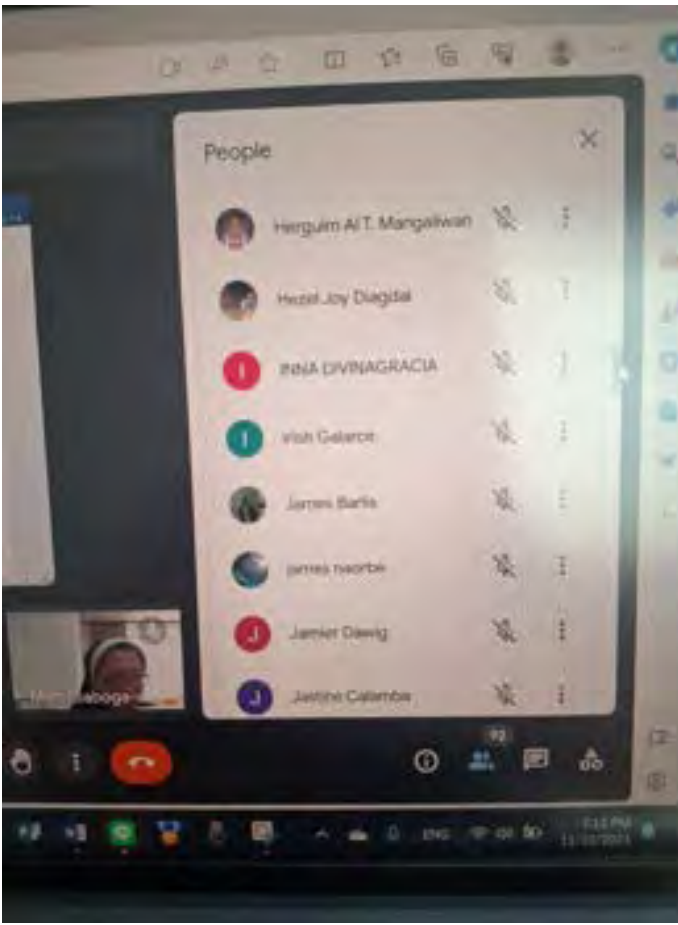 People
Herguim Al T. Mangaliwan
Hezel Joy Diagdal
I INNA DIVINAGRACIA
I Galarce
James Barlis
james naorbe
J Jamier Dawig
J Jastine Calamba
92
ENG